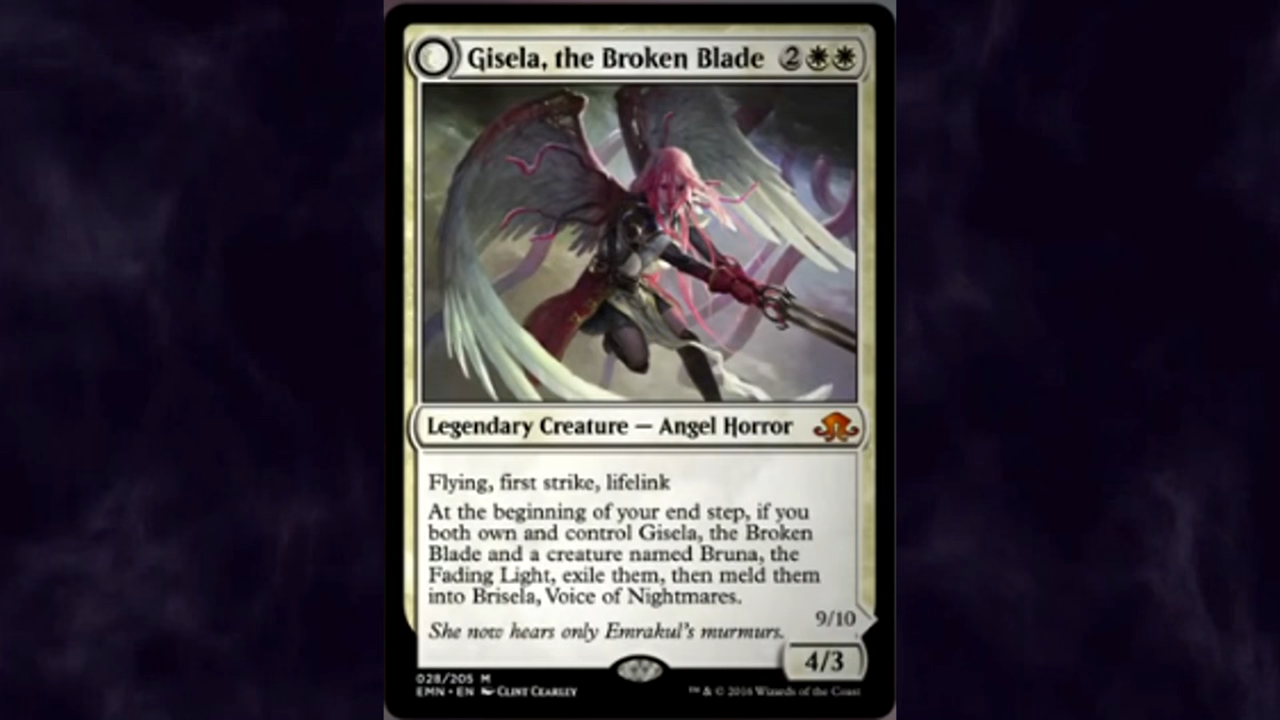 Gisela, the Broken Blade 2
Legendary Creature — Angel Horror
Flying, first strike, lifelink
At the beginning of your end step, if you
both own and control Gisela, the Broken
Blade and a creature named Bruna, the
Fading Light, exile them, then meld them
into Brisela, Voice of Nightmares.
9/10
She now hears only Emrakul's murmurs.
4/3
028/205 M
EMN • EN Clint Cearley
™ & © 2016 Wizards of the Coast